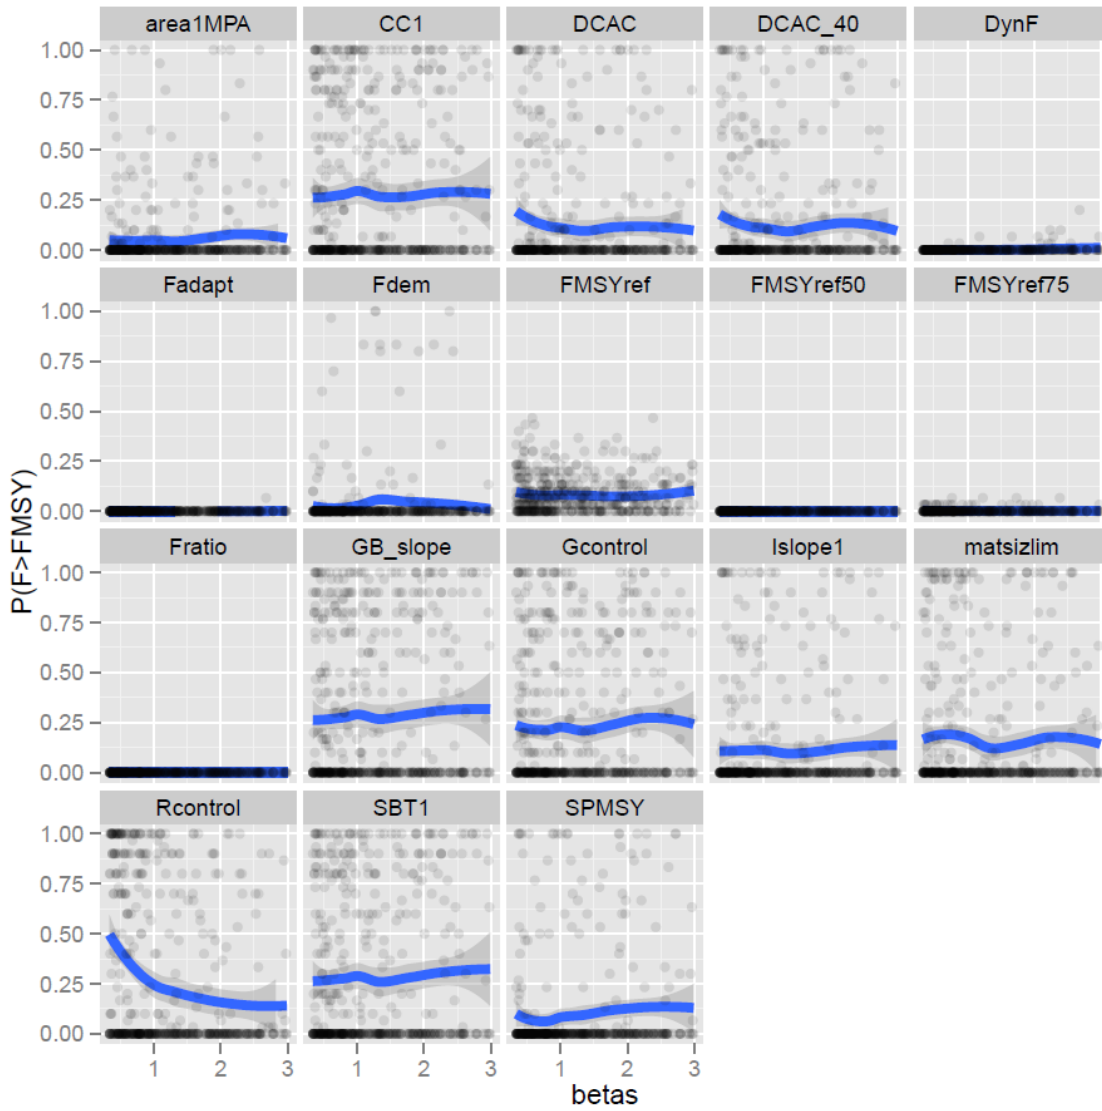 area1MPA CC1 DCAC DCAC_40 DynF
1.00
0.75
0.50
0.25
0.00
Fadapt Fdem FMSYref FMSYref50 FMSYref75
1.00
0.75
0.50
0.25
0.00
P(F>FMSY)
Fratio GB_slope Gcontrol Islope1 matsizlim
1.00
0.75
0.50
0.25
0.00
Rcontrol SBT1 SPMSY
1.00
0.75
0.50
0.25
0.00
1 2 3 1 2 3 1 2 3
betas